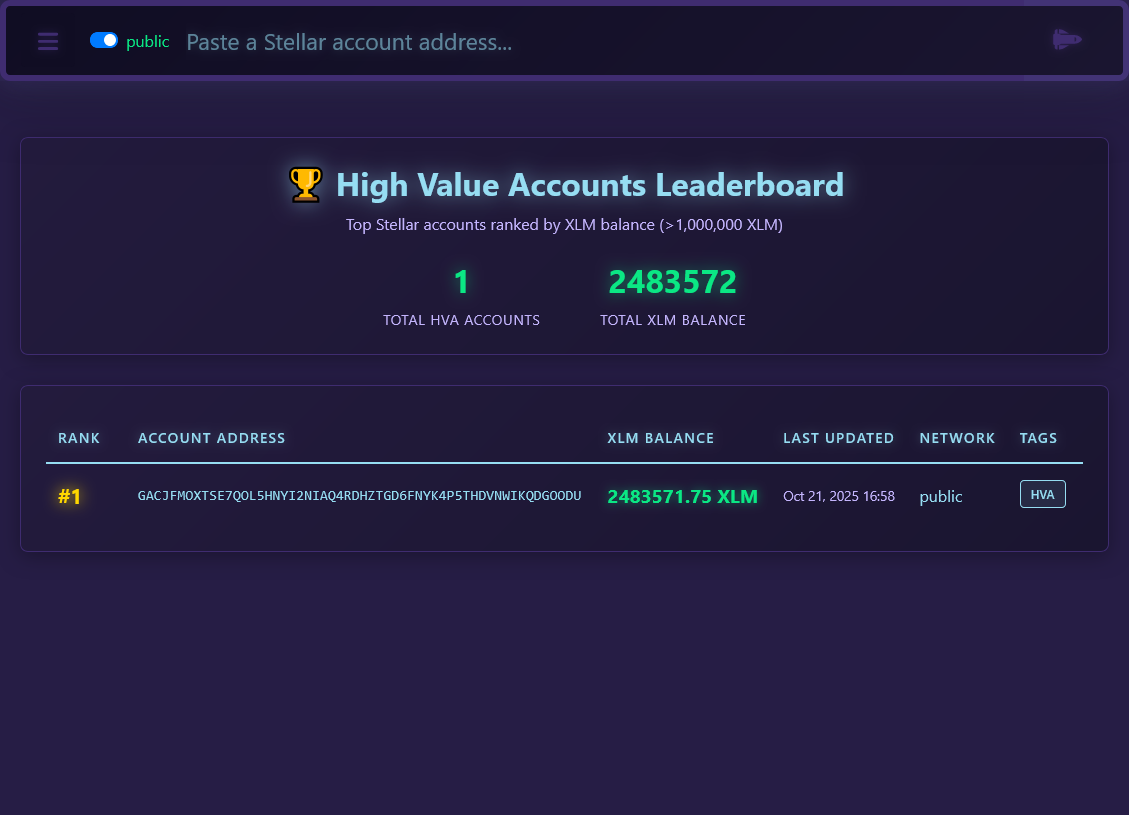 public
Paste a Stellar account address...
High Value Accounts Leaderboard
Top Stellar accounts ranked by XLM balance (>1,000,000 XLM)
1 2483572
TOTAL HVA ACCOUNTS TOTAL XLM BALANCE
RANK ACCOUNT ADDRESS XLM BALANCE LAST UPDATED NETWORK TAGS
#1 GACJFMOXTSE7QOL5HNYI2NIAQ4RDHZTGD6FNYK4P5THDVNWIKQDGOODU 2483571.75 XLM Oct 21, 2025 16:58 public HVA